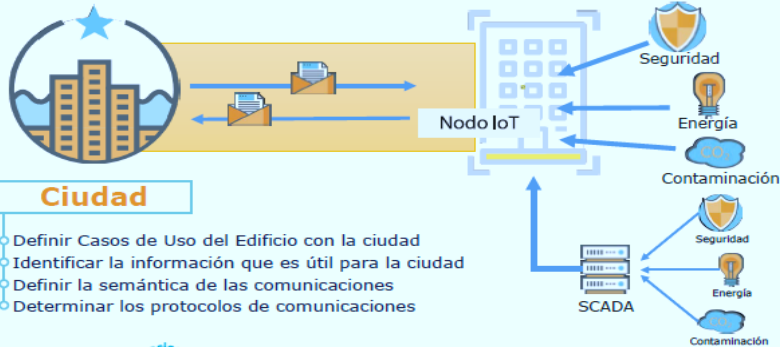 Seguridad
Nodo IoT
Energía
CO₂
Contaminación
Ciudad
Definir Casos de Uso del Edificio con la ciudad
Identificar la información que es útil para la ciudad
Definir la semántica de las comunicaciones
Determinar los protocolos de comunicaciones
SCADA
Seguridad
Energía
CO₂
Contaminación